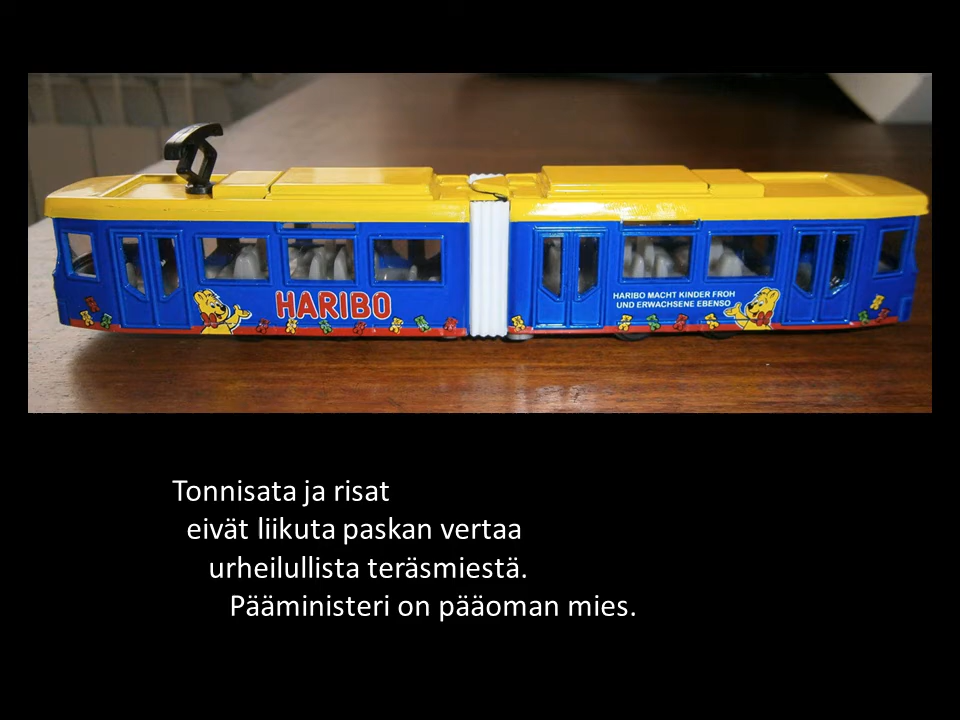 HARIBO
HARIBO MACHT KINDER FROH
UND ERWACHSENE EBENSO
Tonnisata ja risat
eivät liikuta paskan vertaa
urheilullista teräsmiestä.
Pääministeri on pääoman mies.